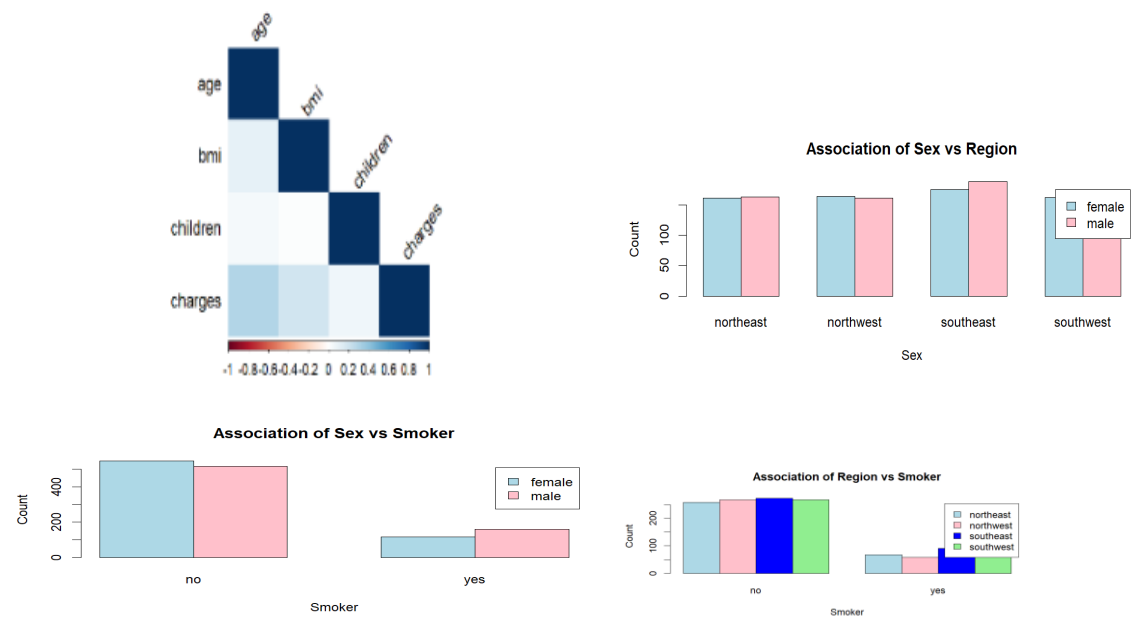 age
age
bmi
bmi
children
children
charges
charges
-1 -0.8-0.6-0.4-0.2 0 0.2 0.4 0.6 0.8 1
Association of Sex vs Region
Count
0 50 100
female
male
northeast northwest southeast southwest
Sex
Association of Sex vs Smoker
Count
0 200 400
female
male
no yes
Smoker
Association of Region vs Smoker
Count
0 100 200
northeast
northwest
southeast
southwest
no yes
Smoker